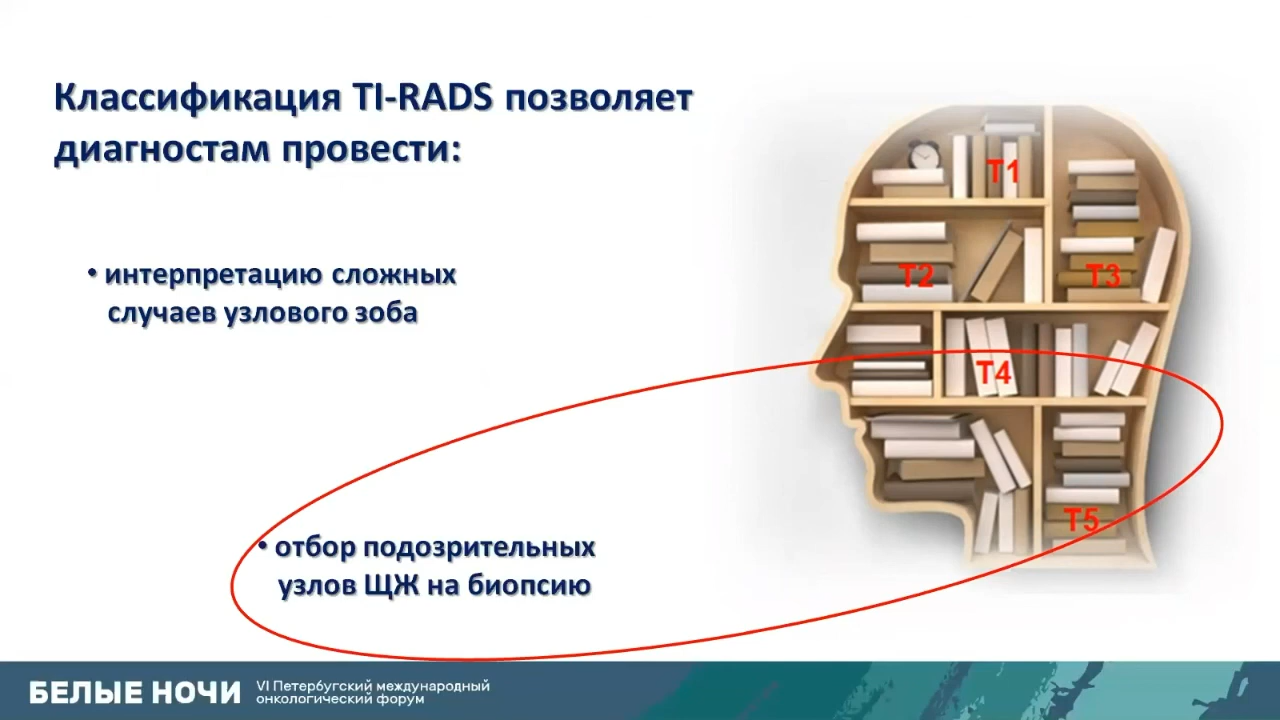 Классификация TI-RADS позволяет
диагностам провести:
• интерпретацию сложных
случаев узлового зоба
• отбор подозрительных
узлов ЩЖ на биопсию
T1
T2
T3
T4
T5
БЕЛЫЕ НОЧИ
VI Петербургский международный
онкологический форум